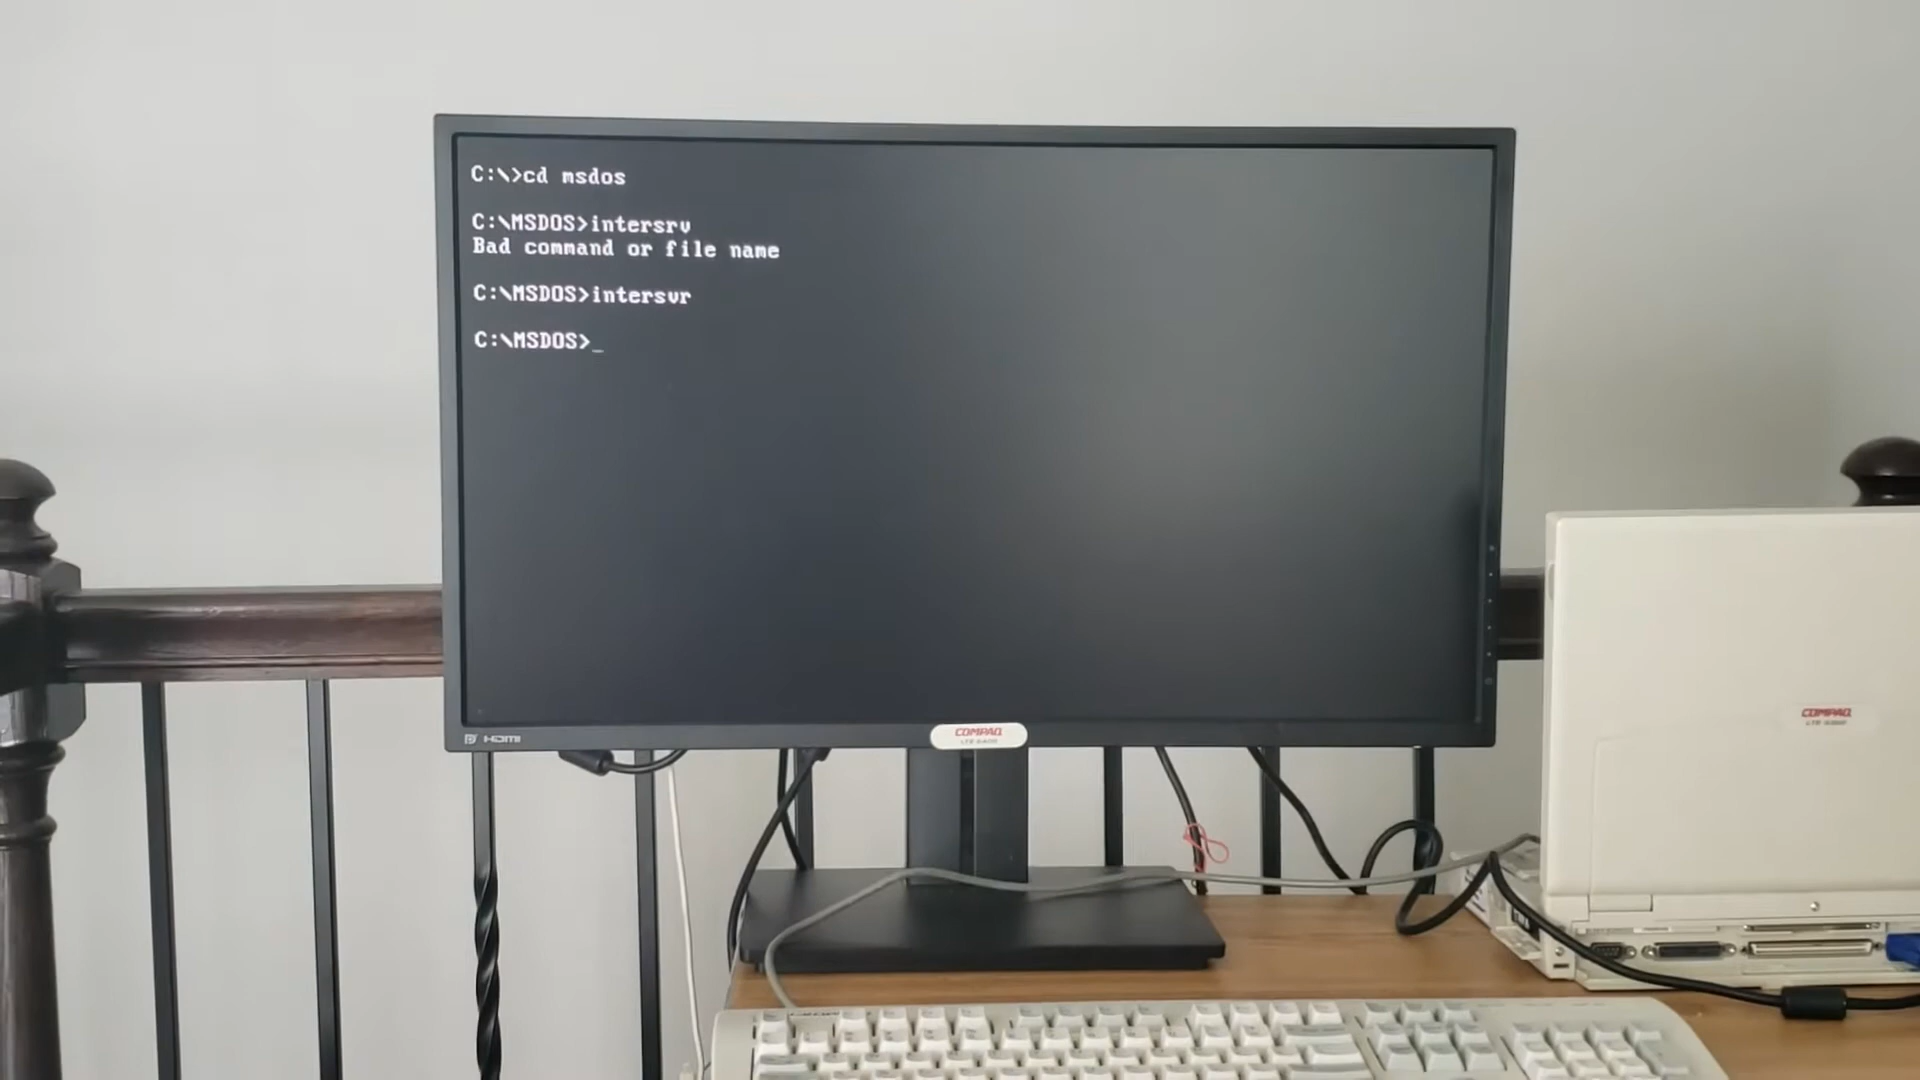 C:\>cd msdos
C:\MSDOS>intersrv
Bad command or file name
C:\MSDOS>intersvr
C:\MSDOS>_
HDMI
COMPAQ
COMPAQ